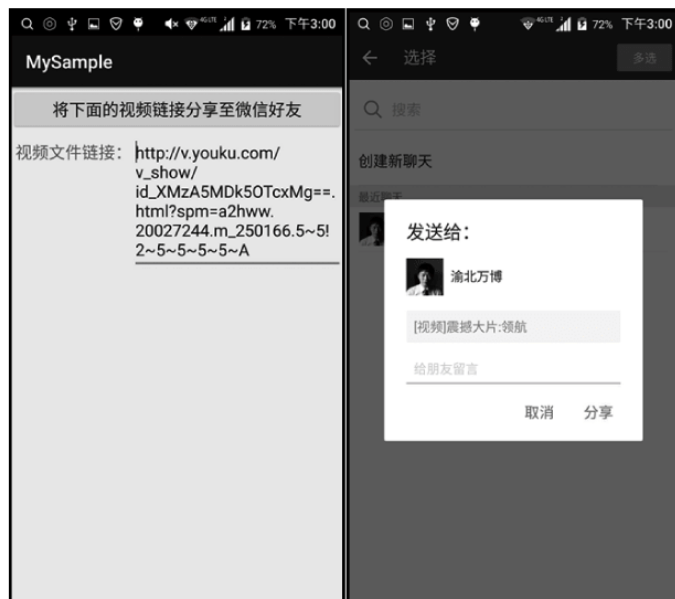 72% 下午3:00
MySample
将下面的视频链接分享至微信好友
视频文件链接：
http://v.youku.com/
v_show/
id_XMzA5MDk5OTcxMg==.
html?spm=a2hww.
20027244.m_250166.5~5!
2~5~5~5~5~A
4G LTE 72% 下午3:00
选择
多选
搜索
创建新聊天
最近聊天
发送给：
渝北万博
[视频]震撼大片:领航
给朋友留言
取消 分享